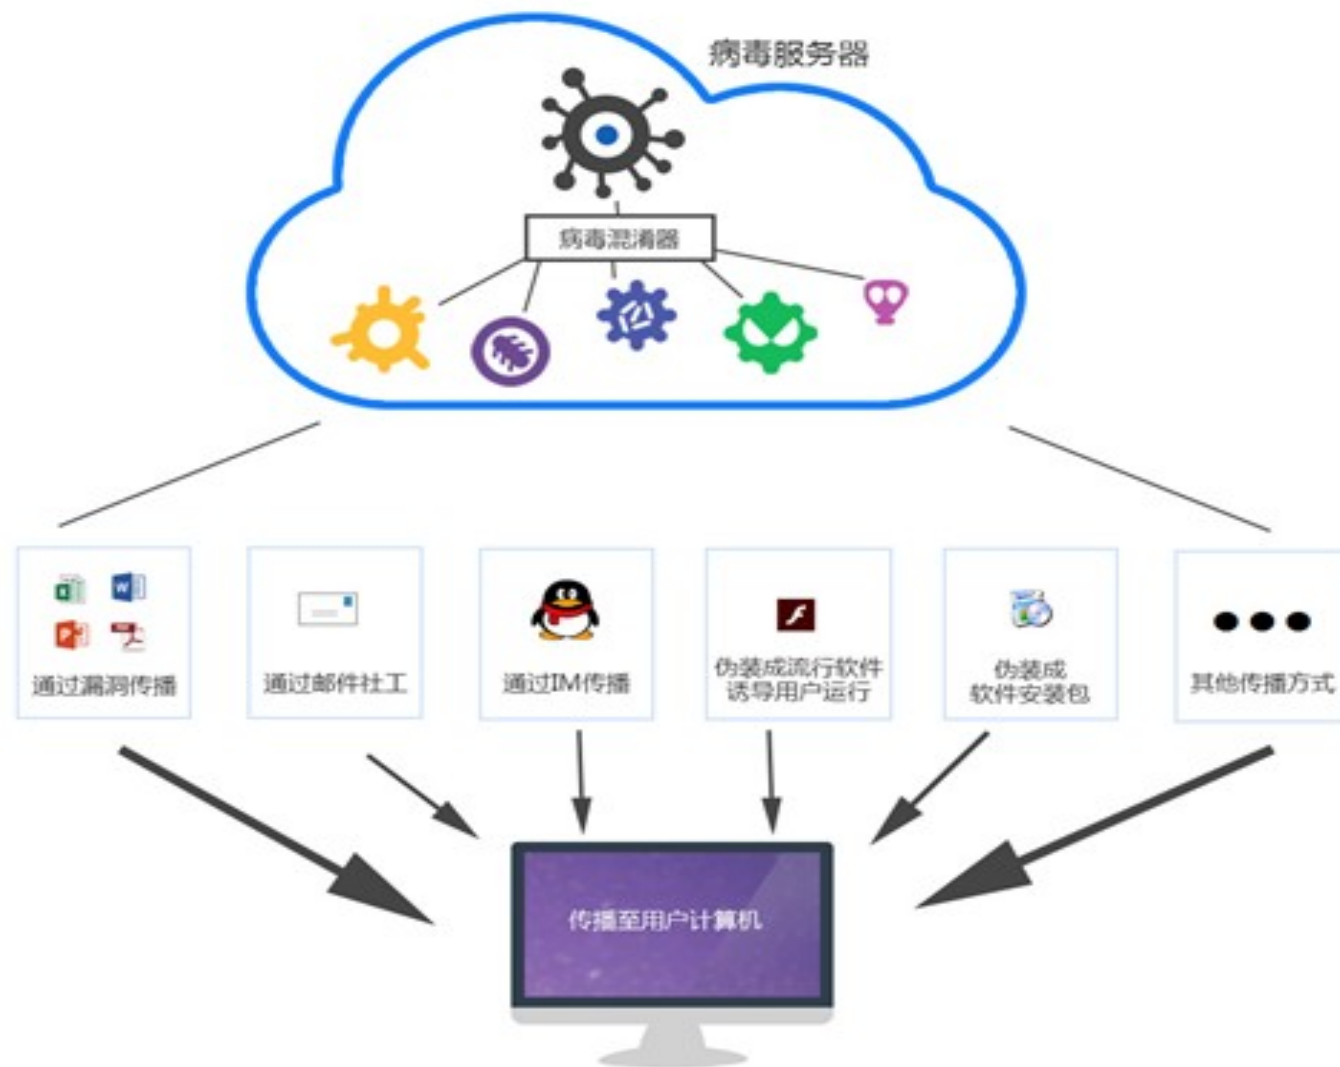 病毒服务器
病毒混淆器
通过漏洞传播
通过邮件社工
通过IM传播
伪装成流行软件
诱导用户运行
伪装成
软件安装包
其他传播方式
传播至用户计算机